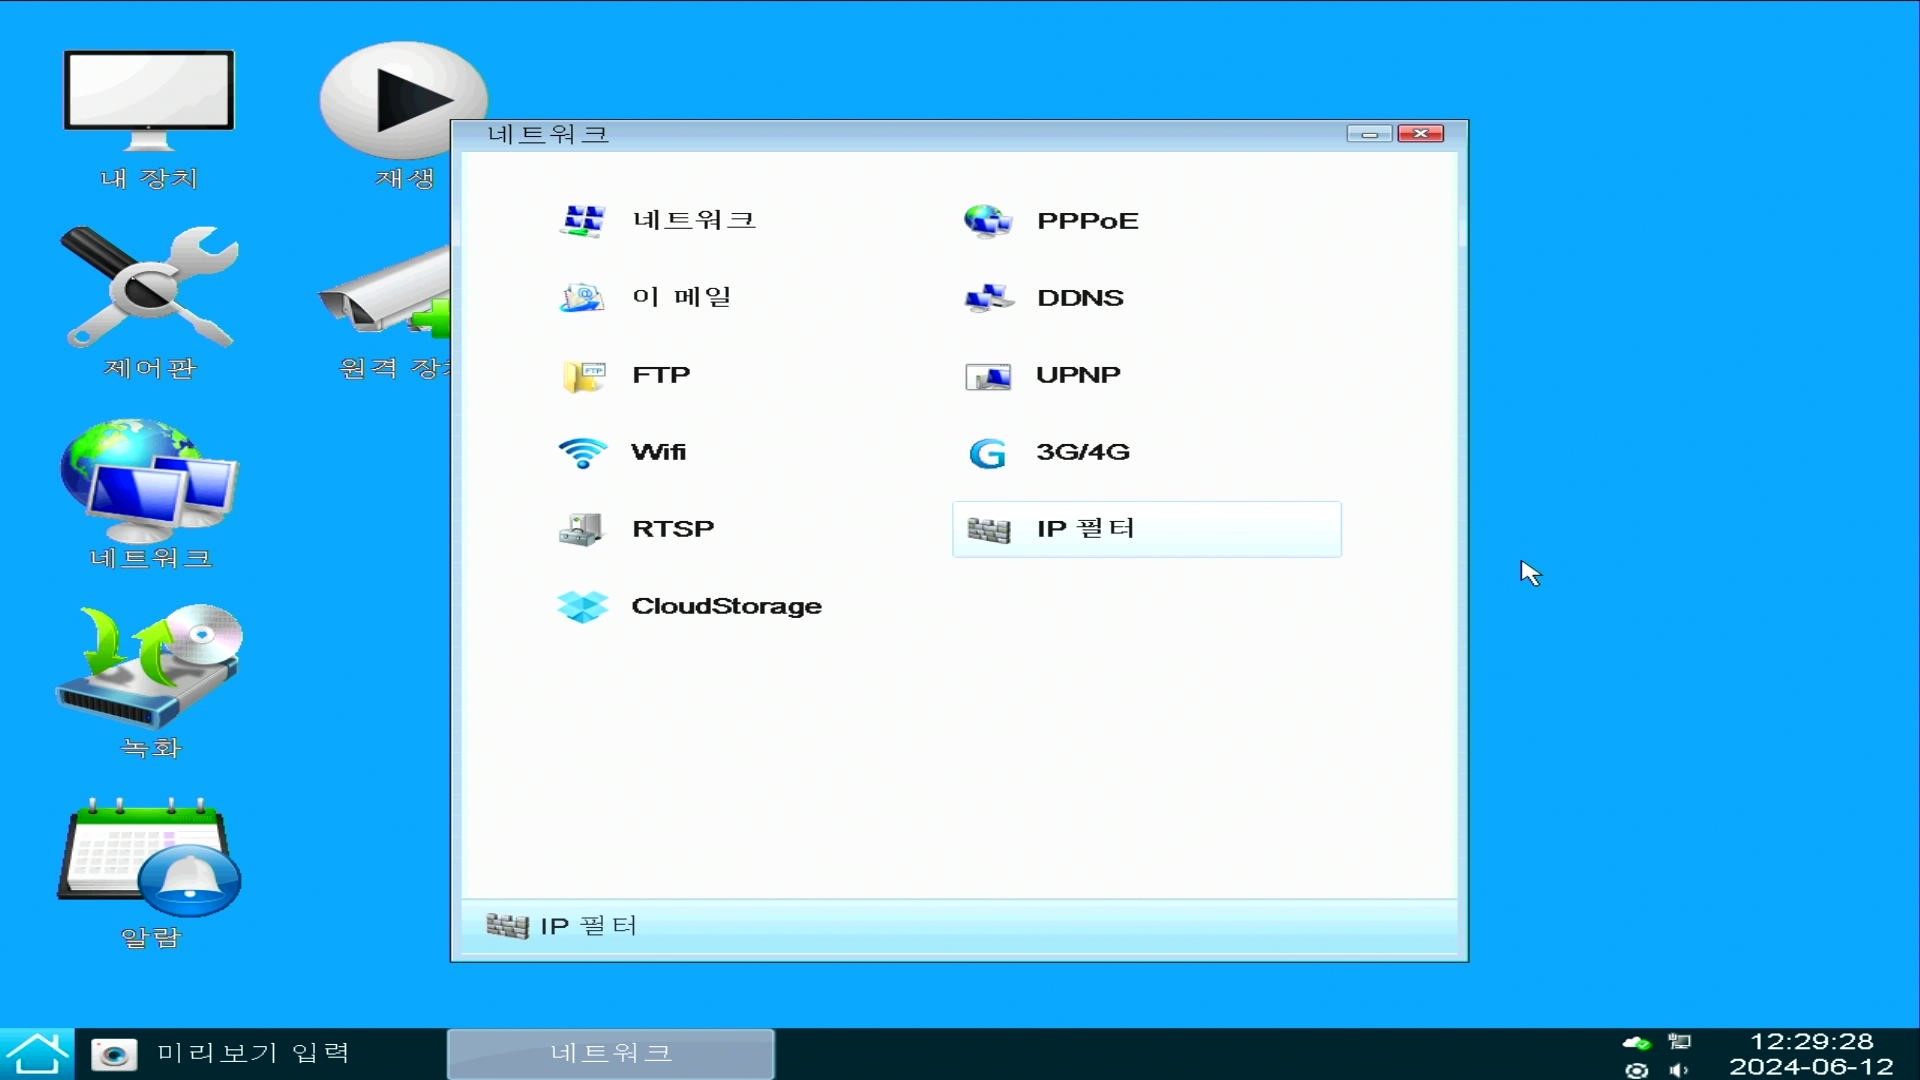 내 장치
재생
제어판
네트워크
녹화
알람
네트워크
네트워크
PPPoE
이 메일
DDNS
FTP
UPNP
Wifi
3G/4G
RTSP
IP 필터
CloudStorage
IP 필터
원격 장
미리보기 입력
네트워크
12:29:28
2024-06-12